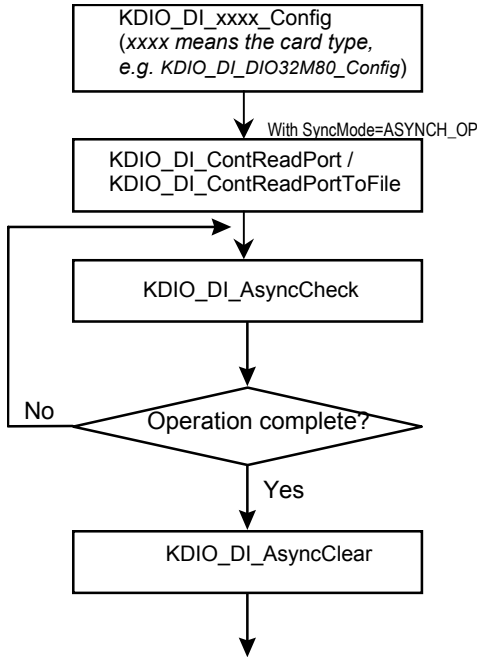 KDIO_DI_xxxx_Config
(xxxx means the card type,
e.g. KDIO_DI_DIO32M80_Config)
With SyncMode=ASYNCH_OP
KDIO_DI_ContReadPort /
KDIO_DI_ContReadPortToFile
KDIO_DI_AsyncCheck
No
Operation complete?
Yes
KDIO_DI_AsyncClear